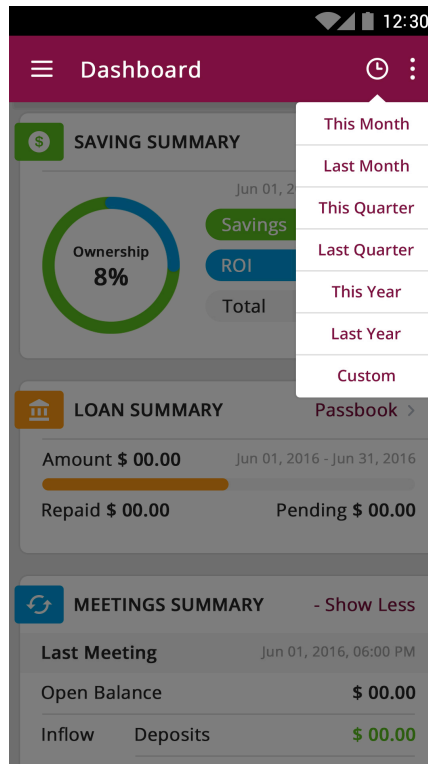 12:30
Dashboard
This Month
Last Month
This Quarter
Last Quarter
This Year
Last Year
Custom
$ SAVING SUMMARY
Jun 01, 2
Ownership
8%
Savings
ROI
Total
LOAN SUMMARY Passbook >
Amount $ 00.00 Jun 01, 2016 - Jun 31, 2016
Repaid $ 00.00 Pending $ 00.00
MEETINGS SUMMARY - Show Less
Last Meeting Jun 01, 2016, 06:00 PM
Open Balance $ 00.00
Inflow Deposits $ 00.00